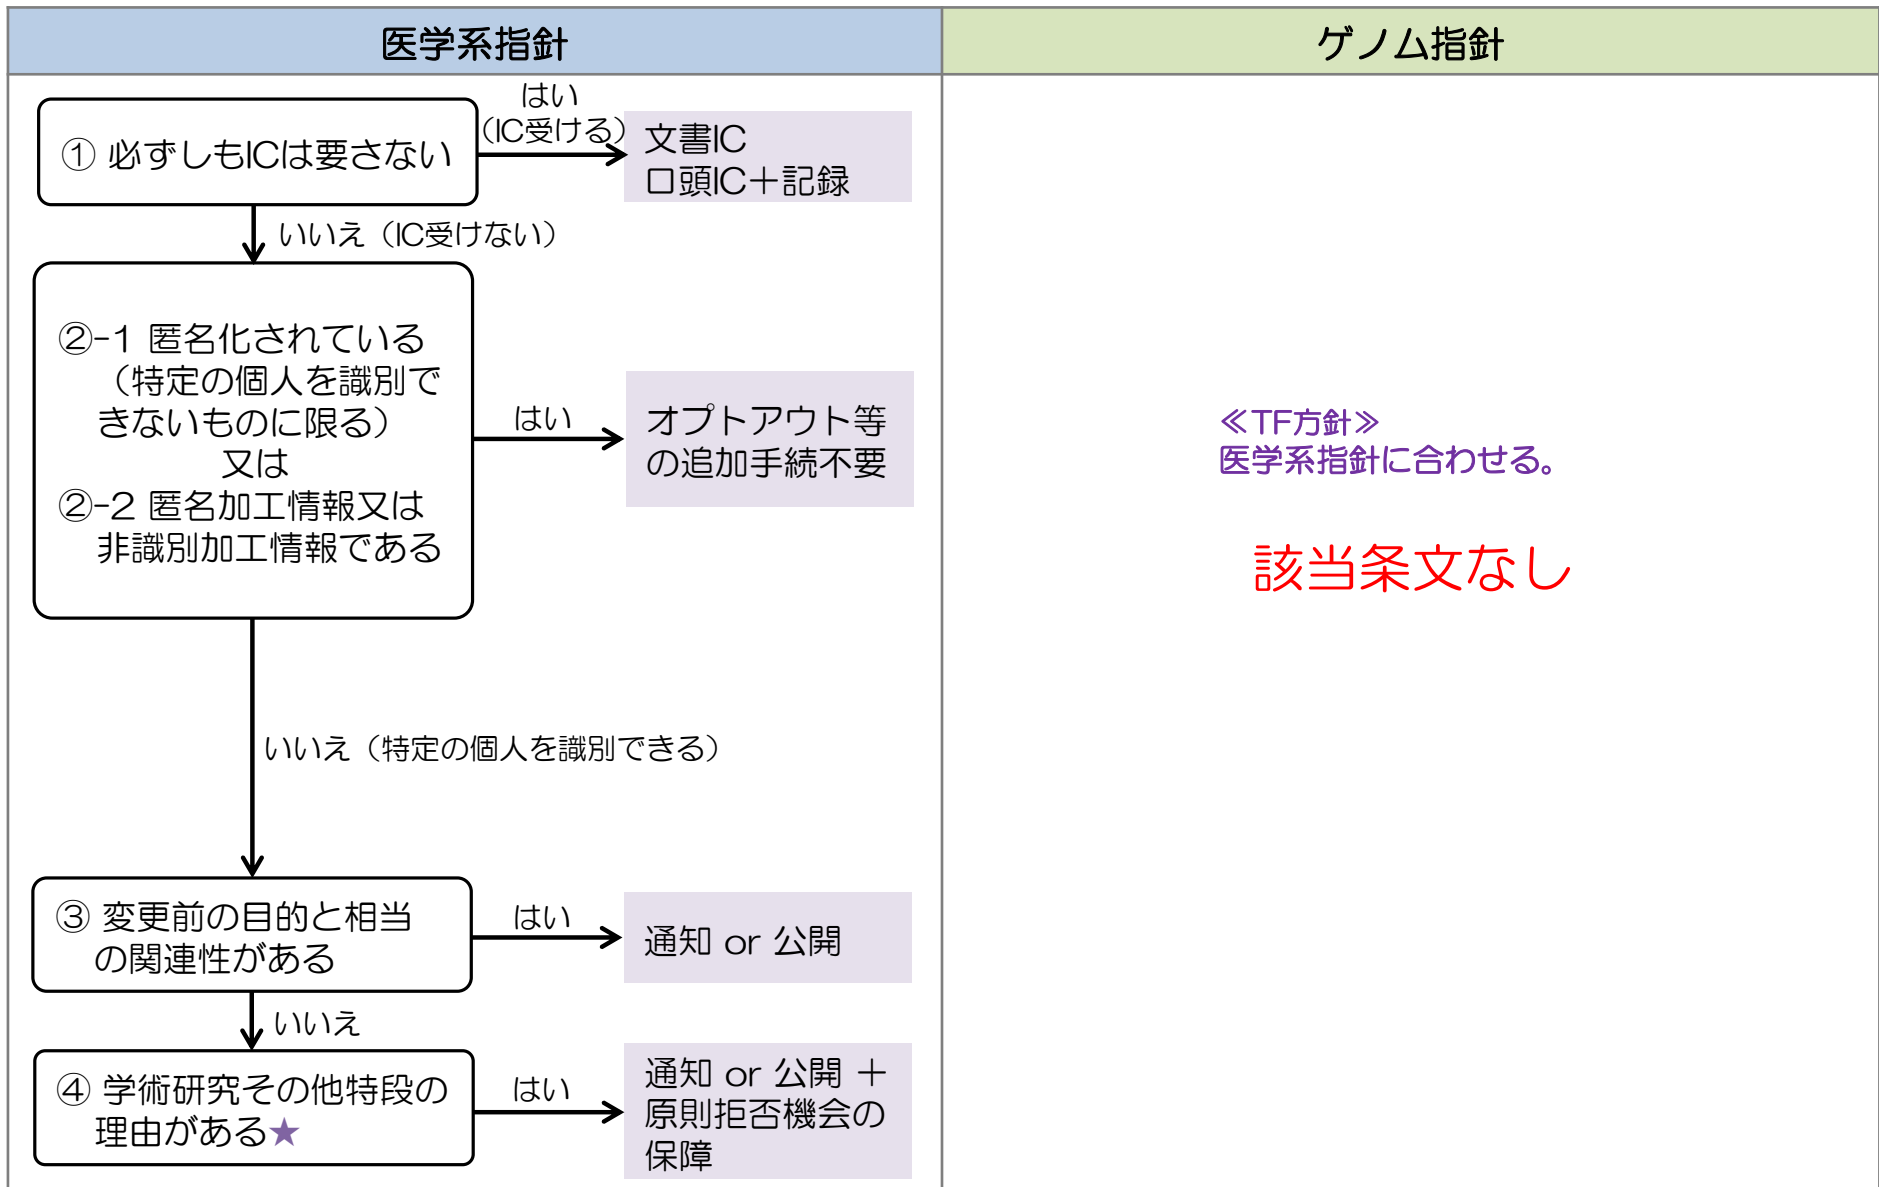 医学系指針
ゲノム指針
① 必ずしもICは要さない
はい
（IC受ける）
文書IC
口頭IC＋記録
いいえ（IC受けない）
②-1 匿名化されている
（特定の個人を識別で
きないものに限る）
又は
②-2 匿名加工情報又は
非識別加工情報である
はい
オプトアウト等
の追加手続不要
いいえ（特定の個人を識別できる）
③ 変更前の目的と相当
の関連性がある
はい
通知 or 公開
いいえ
④ 学術研究その他特段の
理由がある★
はい
通知 or 公開 ＋
原則拒否機会の
保障
≪TF方針≫
医学系指針に合わせる。
該当条文なし